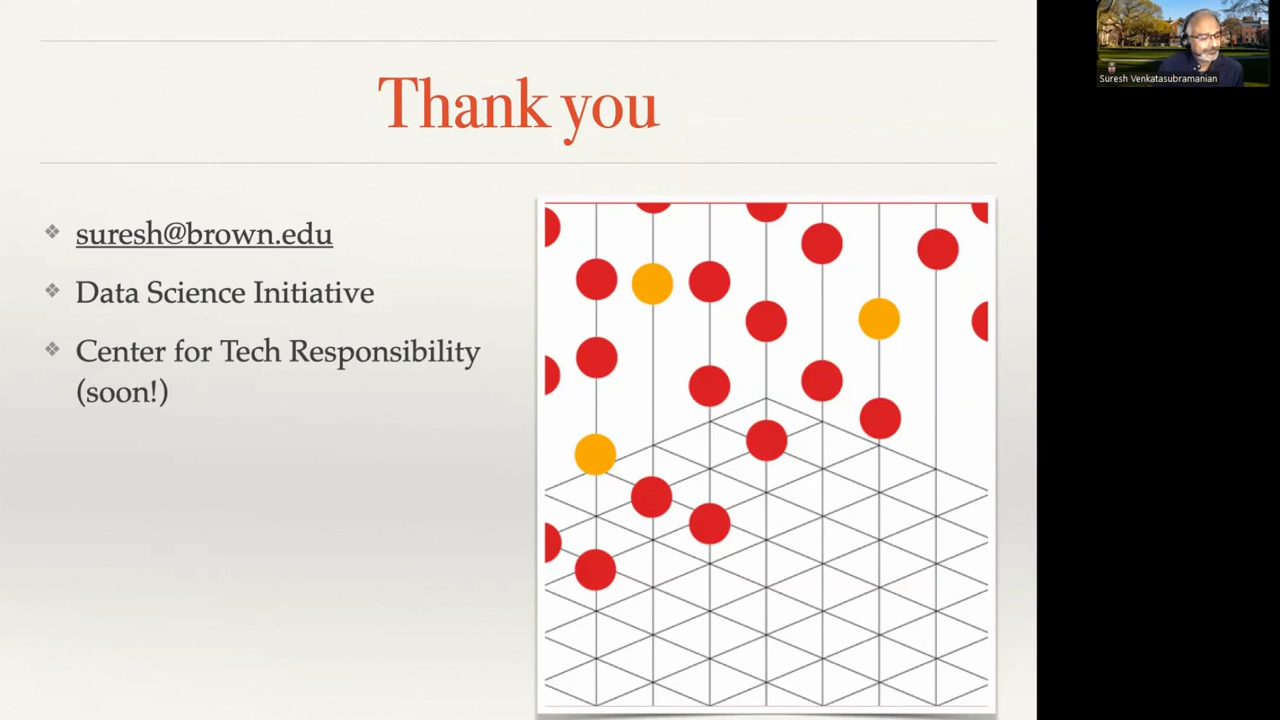 Thank you
suresh@brown.edu
Data Science Initiative
Center for Tech Responsibility
(soon!)
Suresh Venkatasubramanian